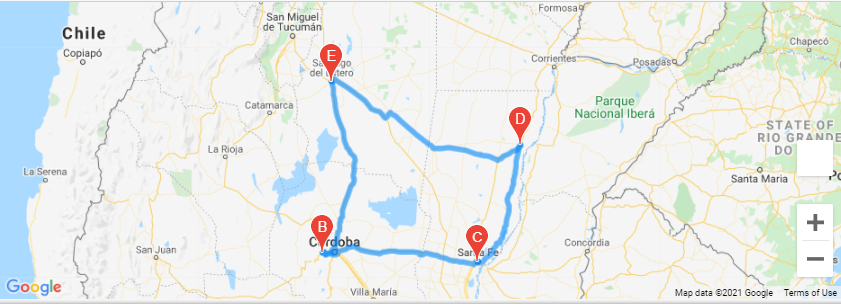 Formosa
San Miguel
de Tucumán
Chile
Copiapó
Chapecó
E
Corrientes
Posadas
del Estero
Catamarca
Parque
Nacional Iberá
D
STATE OF
RIO GRANDE
DO
La Rioja
La Serena
Santa Maria
B
C
Córdoba
San Juan
Santa Fe
Concordia
+
Villa María
−
Google
Map data ©2021 Google
Terms of Use